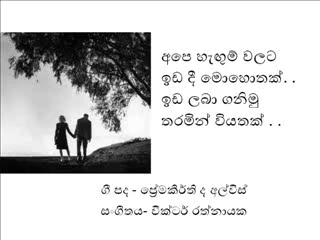 අපෙ හැඟුම් වලට
ඉඩ දී මොහොතක්. .
ඉඩ ලබා ගනිමු
තරමින් වියතක් . .
ගී පද - ප්‍රේමකීර්ති ද අල්විස්
සංගීතය- වික්ටර් රත්නායක